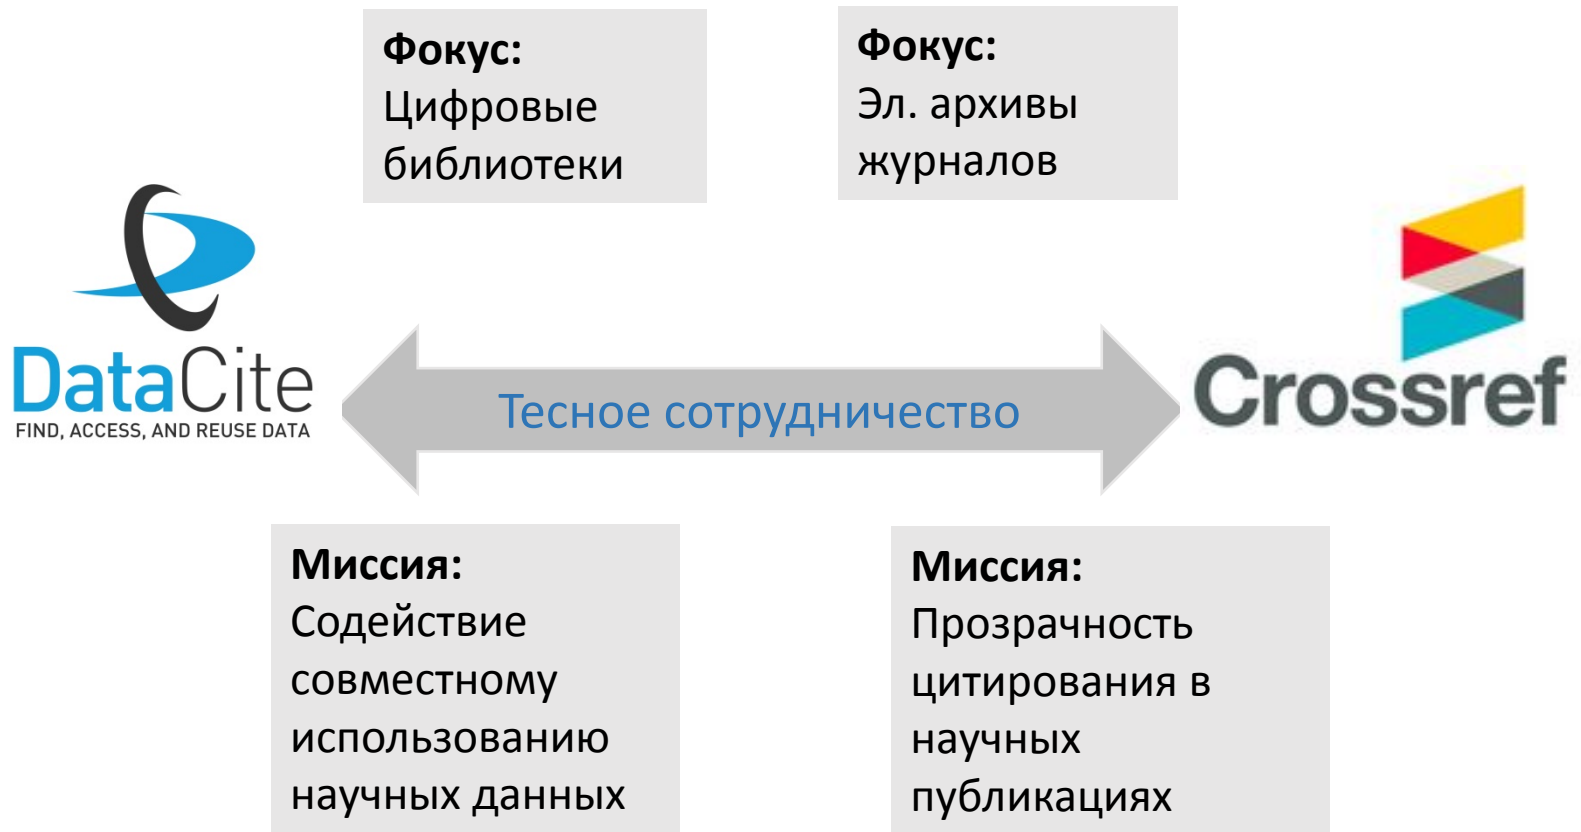 Фокус:
Цифровые
библиотеки
Фокус:
Эл. архивы
журналов
DataCite
FIND, ACCESS, AND REUSE DATA
Тесное сотрудничество
Crossref
Миссия:
Содействие
совместному
использованию
научных данных
Миссия:
Прозрачность
цитирования в
научных
публикациях